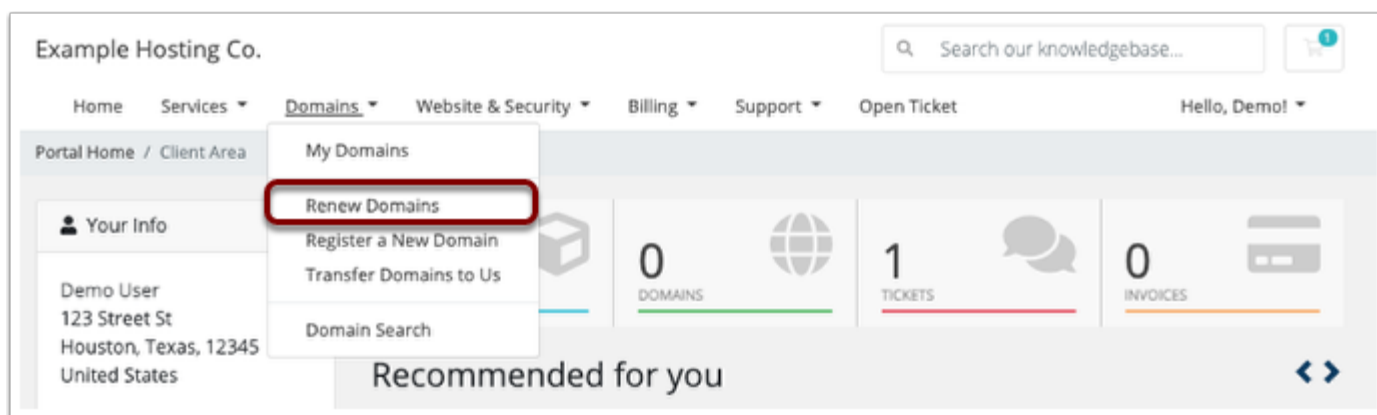 Example Hosting Co.
Search our knowledgebase...
1
Home Services Domains Website & Security Billing Support Open Ticket Hello, Demo!
Portal Home / Client Area
My Domains
Renew Domains
Register a New Domain
Transfer Domains to Us
Domain Search
Your Info
Demo User
123 Street St
Houston, Texas, 12345
United States
0
DOMAINS
1
TICKETS
0
INVOICES
Recommended for you